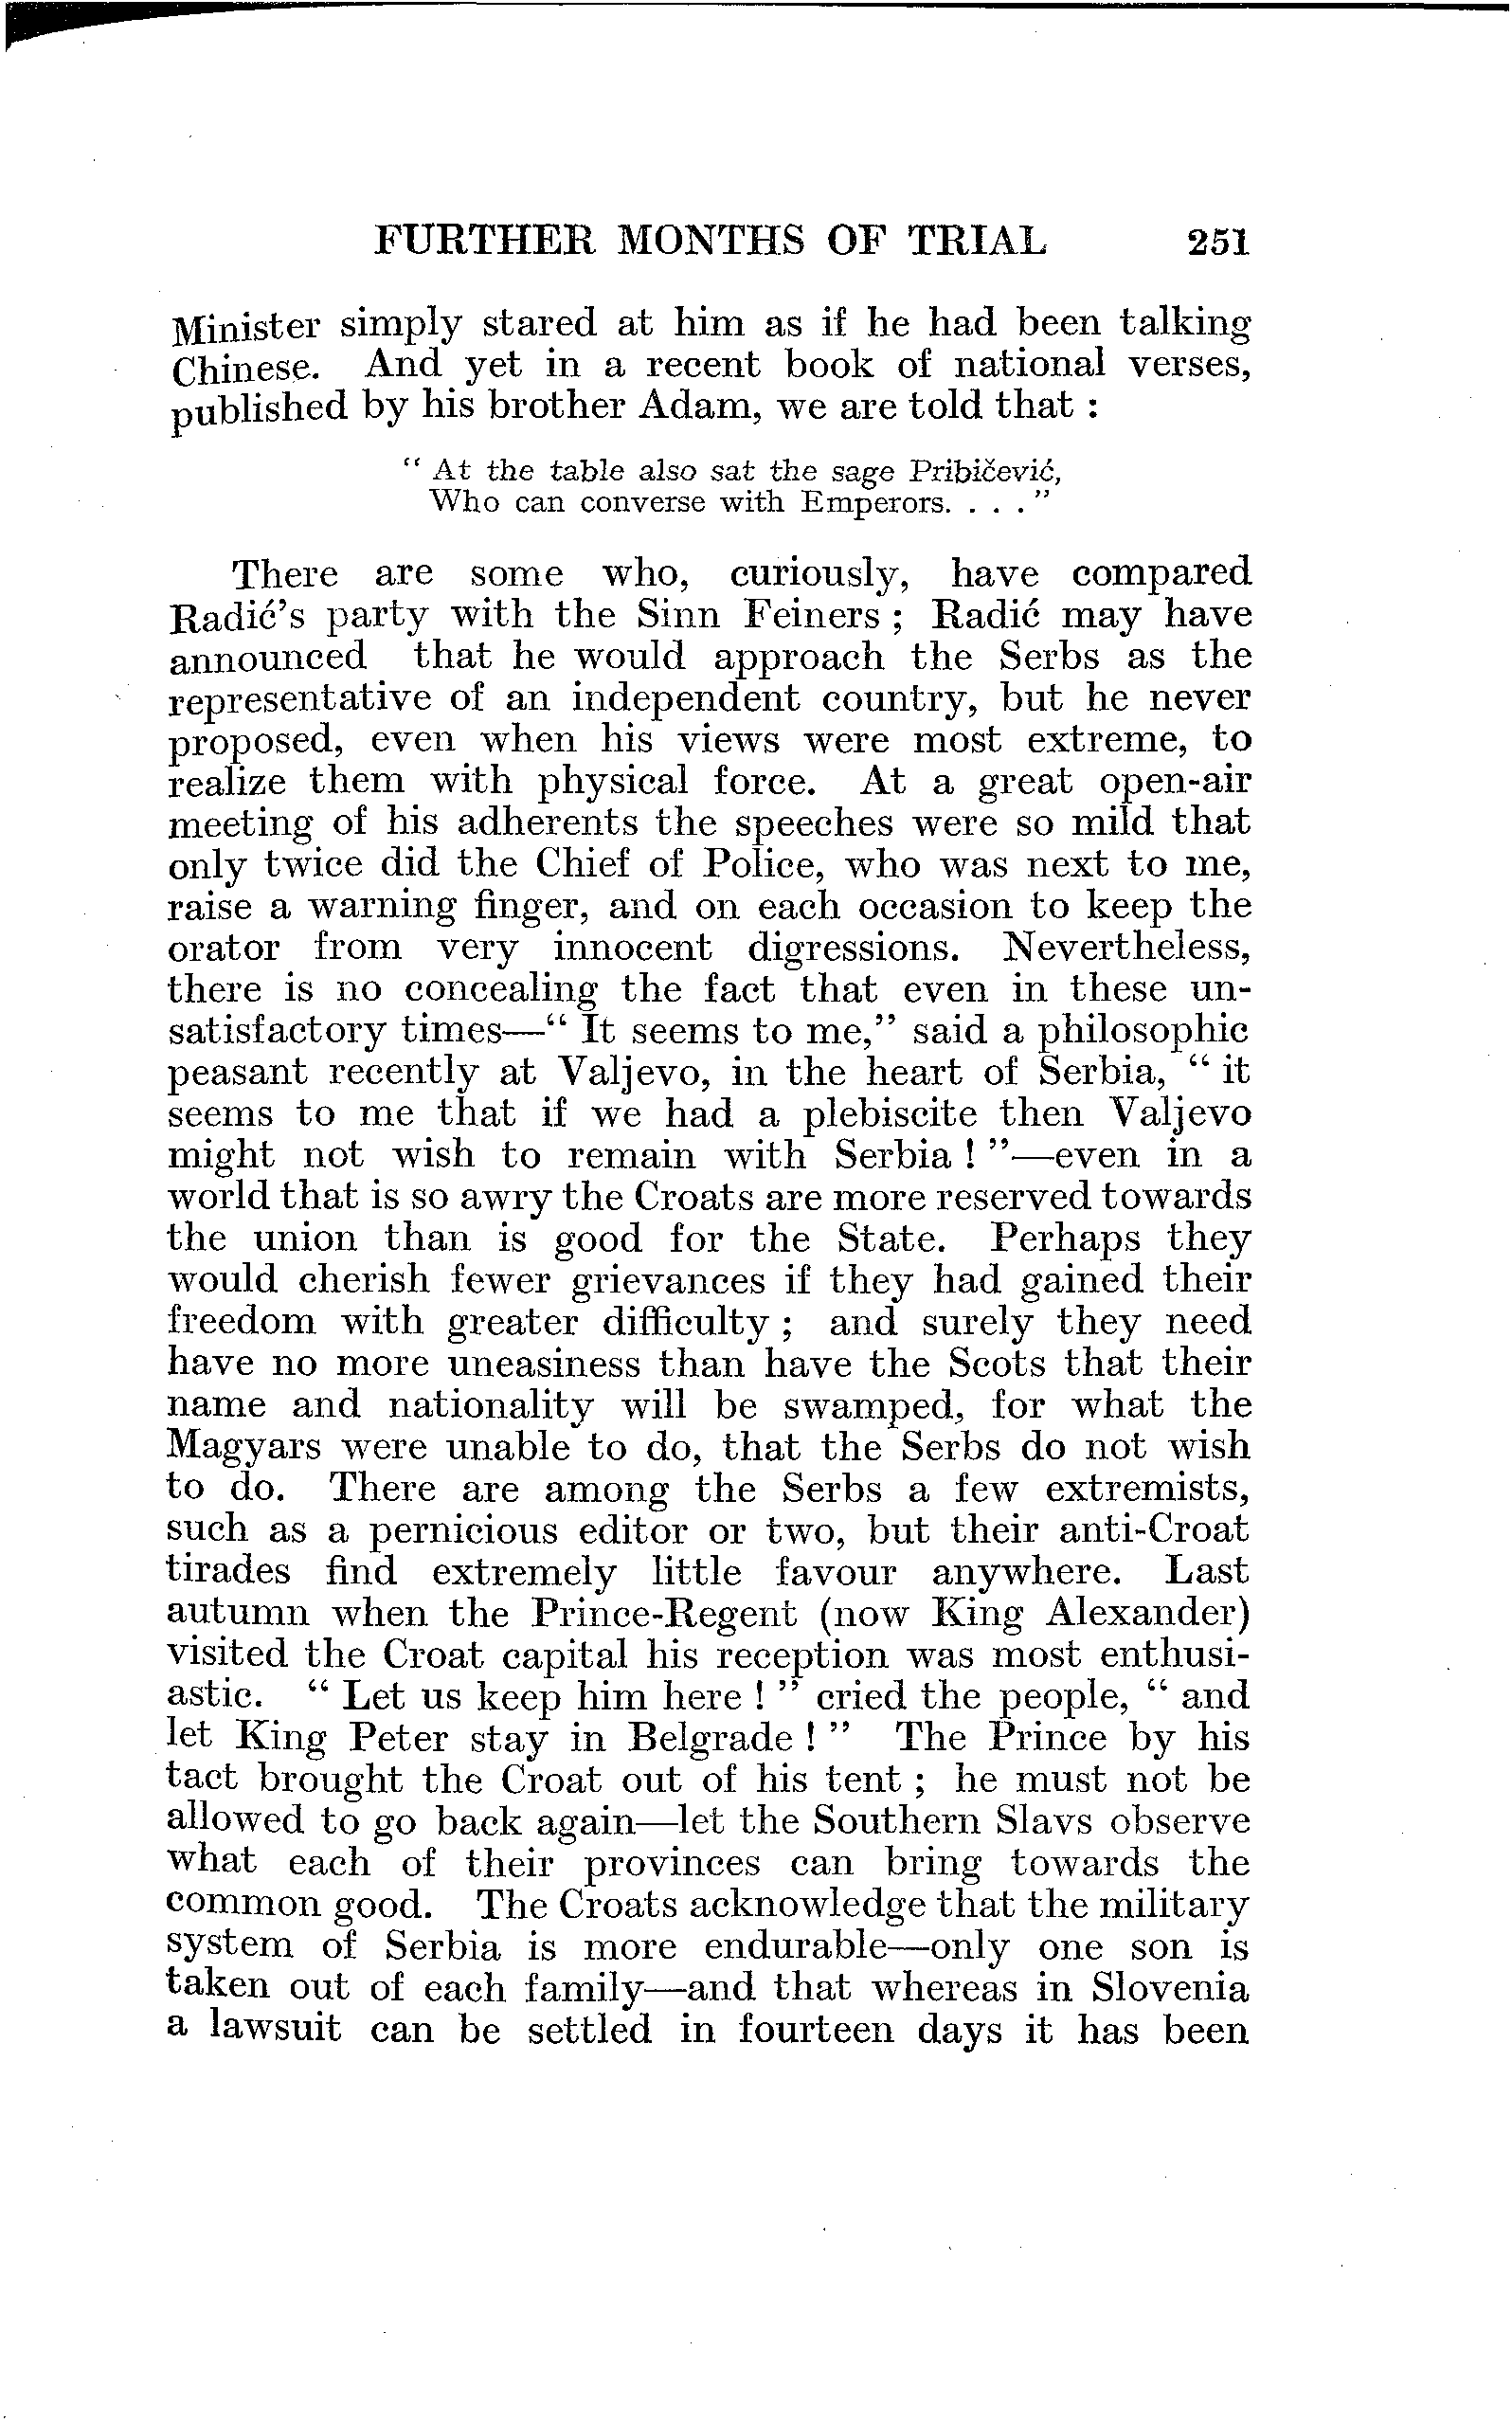 FURTHER MONTHS OF TRIAL 251
Minister simply stared at him as if he had been talking
Chinese. And yet in a recent book of national verses,
published by his brother Adam, we are told that :
“ At the table also sat the sage Pribičević,
Who can converse with Emperors. . . . ”
There are some who, curiously, have compared
Radić’s party with the Sinn Feiners ; Radić may have
announced that he would approach the Serbs as the
representative of an independent country, but he never
proposed, even when his views were most extreme, to
realize them with physical force. At a great open-air
meeting of his adherents the speeches were so mild that
only twice did the Chief of Police, who was next to me,
raise a warning finger, and on each occasion to keep the
orator from very innocent digressions. Nevertheless,
there is no concealing the fact that even in these un-
satisfactory times—“ It seems to me,” said a philosophic
peasant recently at Valjevo, in the heart of Serbia, “ it
seems to me that if we had a plebiscite then Valjevo
might not wish to remain with Serbia ! ”—even in a
world that is so awry the Croats are more reserved towards
the union than is good for the State. Perhaps they
would cherish fewer grievances if they had gained their
freedom with greater difficulty ; and surely they need
have no more uneasiness than have the Scots that their
name and nationality will be swamped, for what the
Magyars were unable to do, that the Serbs do not wish
to do. There are among the Serbs a few extremists,
such as a pernicious editor or two, but their anti-Croat
tirades find extremely little favour anywhere. Last
autumn when the Prince-Regent (now King Alexander)
visited the Croat capital his reception was most enthusi-
astic. “ Let us keep him here ! ” cried the people, “ and
let King Peter stay in Belgrade ! ” The Prince by his
tact brought the Croat out of his tent ; he must not be
allowed to go back again—let the Southern Slavs observe
what each of their provinces can bring towards the
common good. The Croats acknowledge that the military
system of Serbia is more endurable—only one son is
taken out of each family—and that whereas in Slovenia
a lawsuit can be settled in fourteen days it has been